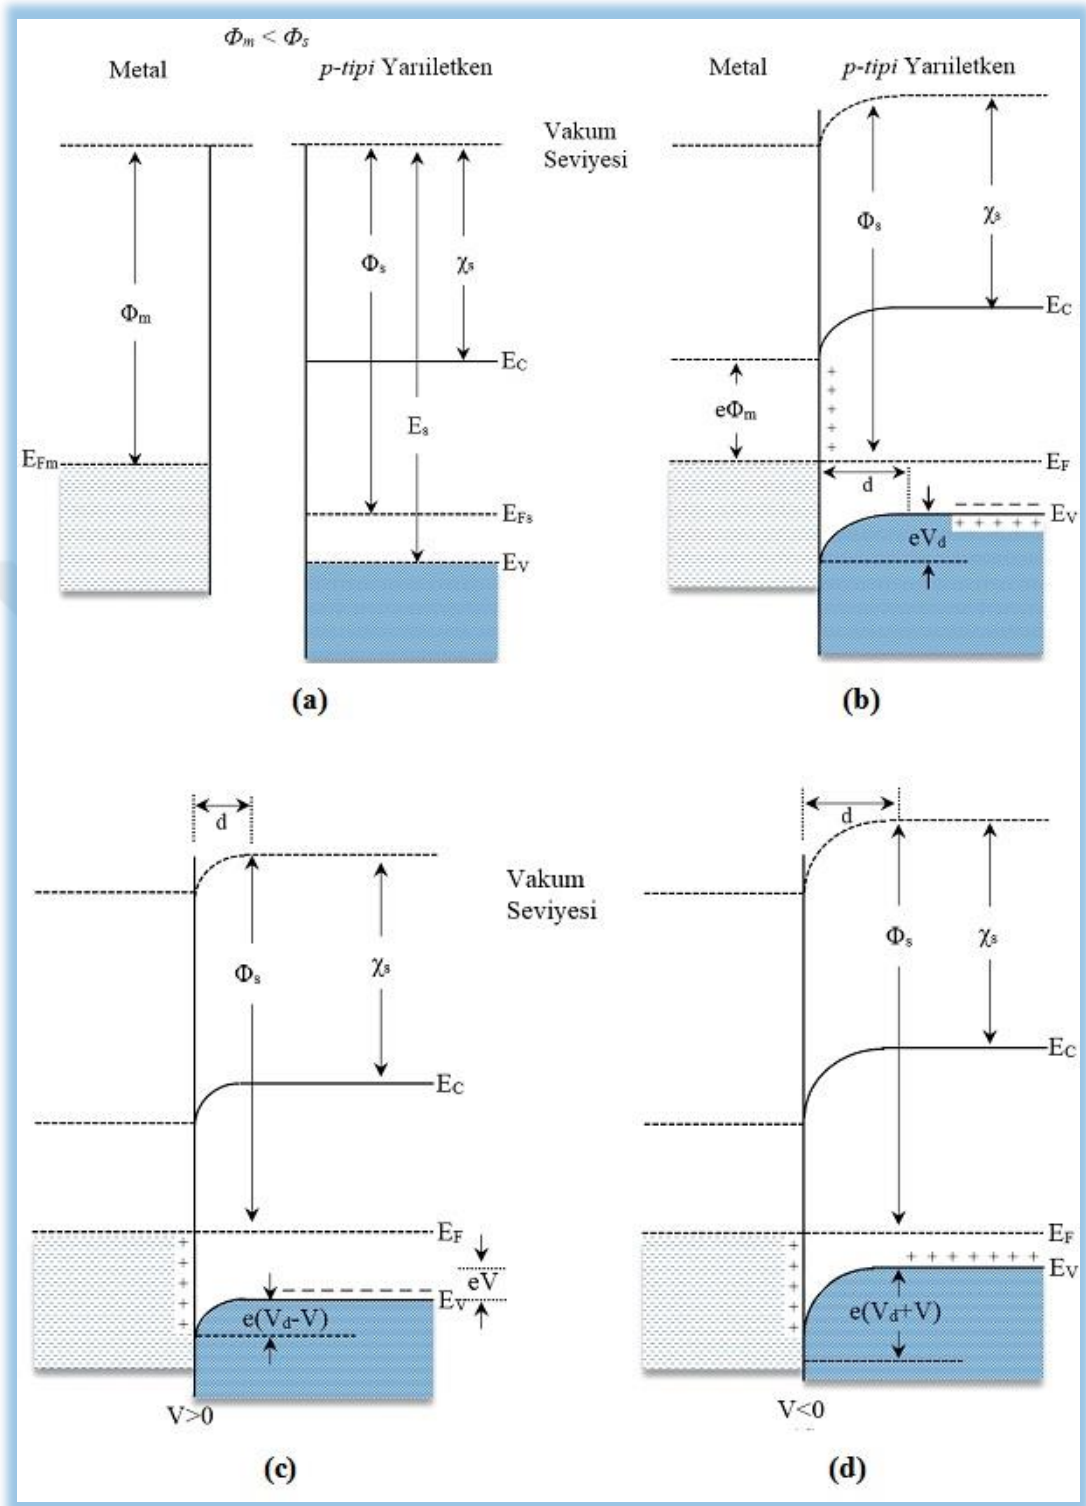 Φm < Φs
Metal
p-tipi Yarıiletken
Φm
EFm
Φs
χs
Es
EC
EFs
EV
(a)
Vakum
Seviyesi
Metal
p-tipi Yarıiletken
Φs
χs
EC
eΦm
+ + + + +
EF
d
EV
+ + + + +
eVd
(b)
d
Φs
χs
EC
EF
+ + + + +
eV
EV
e(Vd-V)
V>0
(c)
Vakum
Seviyesi
d
Φs
χs
EC
EF
+ + + + +
+ + + + + + +
EV
e(Vd+V)
V<0
(d)